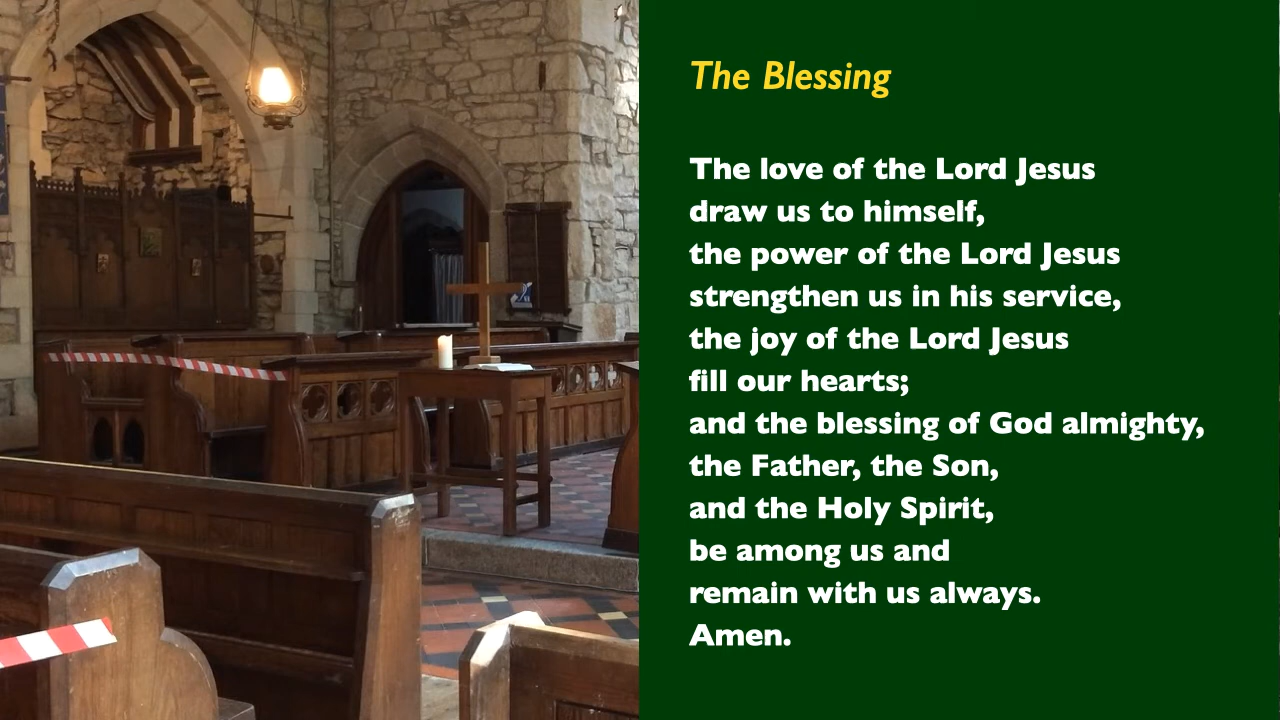 The Blessing
The love of the Lord Jesus
draw us to himself,
the power of the Lord Jesus
strengthen us in his service,
the joy of the Lord Jesus
fill our hearts;
and the blessing of God almighty,
the Father, the Son,
and the Holy Spirit,
be among us and
remain with us always.
Amen.